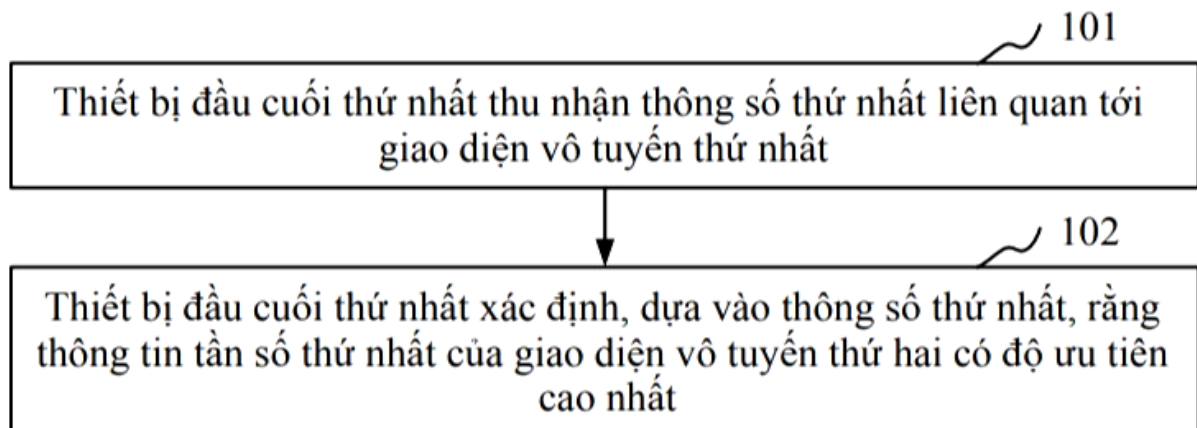 101
Thiết bị đầu cuối thứ nhất thu nhận thông số thứ nhất liên quan tới
giao diện vô tuyến thứ nhất
102
Thiết bị đầu cuối thứ nhất xác định, dựa vào thông số thứ nhất, rằng
thông tin tần số thứ nhất của giao diện vô tuyến thứ hai có độ ưu tiên
cao nhất